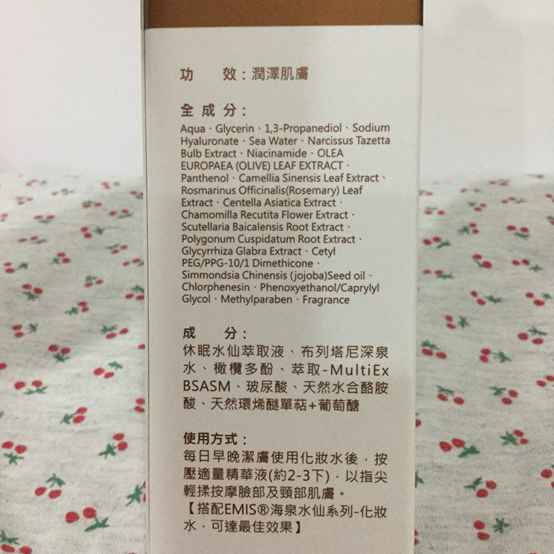 功 效：潤澤肌膚
全 成 分：
Aqua、Glycerin、1,3-Propanediol、Sodium
Hyaluronate、Sea Water、Narcissus Tazetta
Bulb Extract、Niacinamide、OLEA
EUROPAEA (OLIVE) LEAF EXTRACT、
Panthenol、Camellia Sinensis Leaf Extract、
Rosmarinus Officinalis(Rosemary) Leaf
Extract、Centella Asiatica Extract、
Chamomilla Recutita Flower Extract、
Scutellaria Baicalensis Root Extract、
Polygonum Cuspidatum Root Extract、
Glycyrrhiza Glabra Extract、Cetyl
PEG/PPG-10/1 Dimethicone、
Simmondsia Chinensis (jojoba)Seed oil、
Chlorphenesin、Phenoxyethanol/Caprylyl
Glycol、Methylparaben、Fragrance
成 分：
休眠水仙萃取液、布列塔尼深泉
水、橄欖多酚、萃取-MultiEx
BSASM、玻尿酸、天然水合酪胺
酸、天然環烯醚單萜+葡萄醣
使用方式：
每日早晚潔膚使用化妝水後，按
壓適量精華液(約2-3下)，以指尖
輕揉按摩臉部及頸部肌膚。
【搭配EMIS®海泉水仙系列-化妝
水，可達最佳效果】